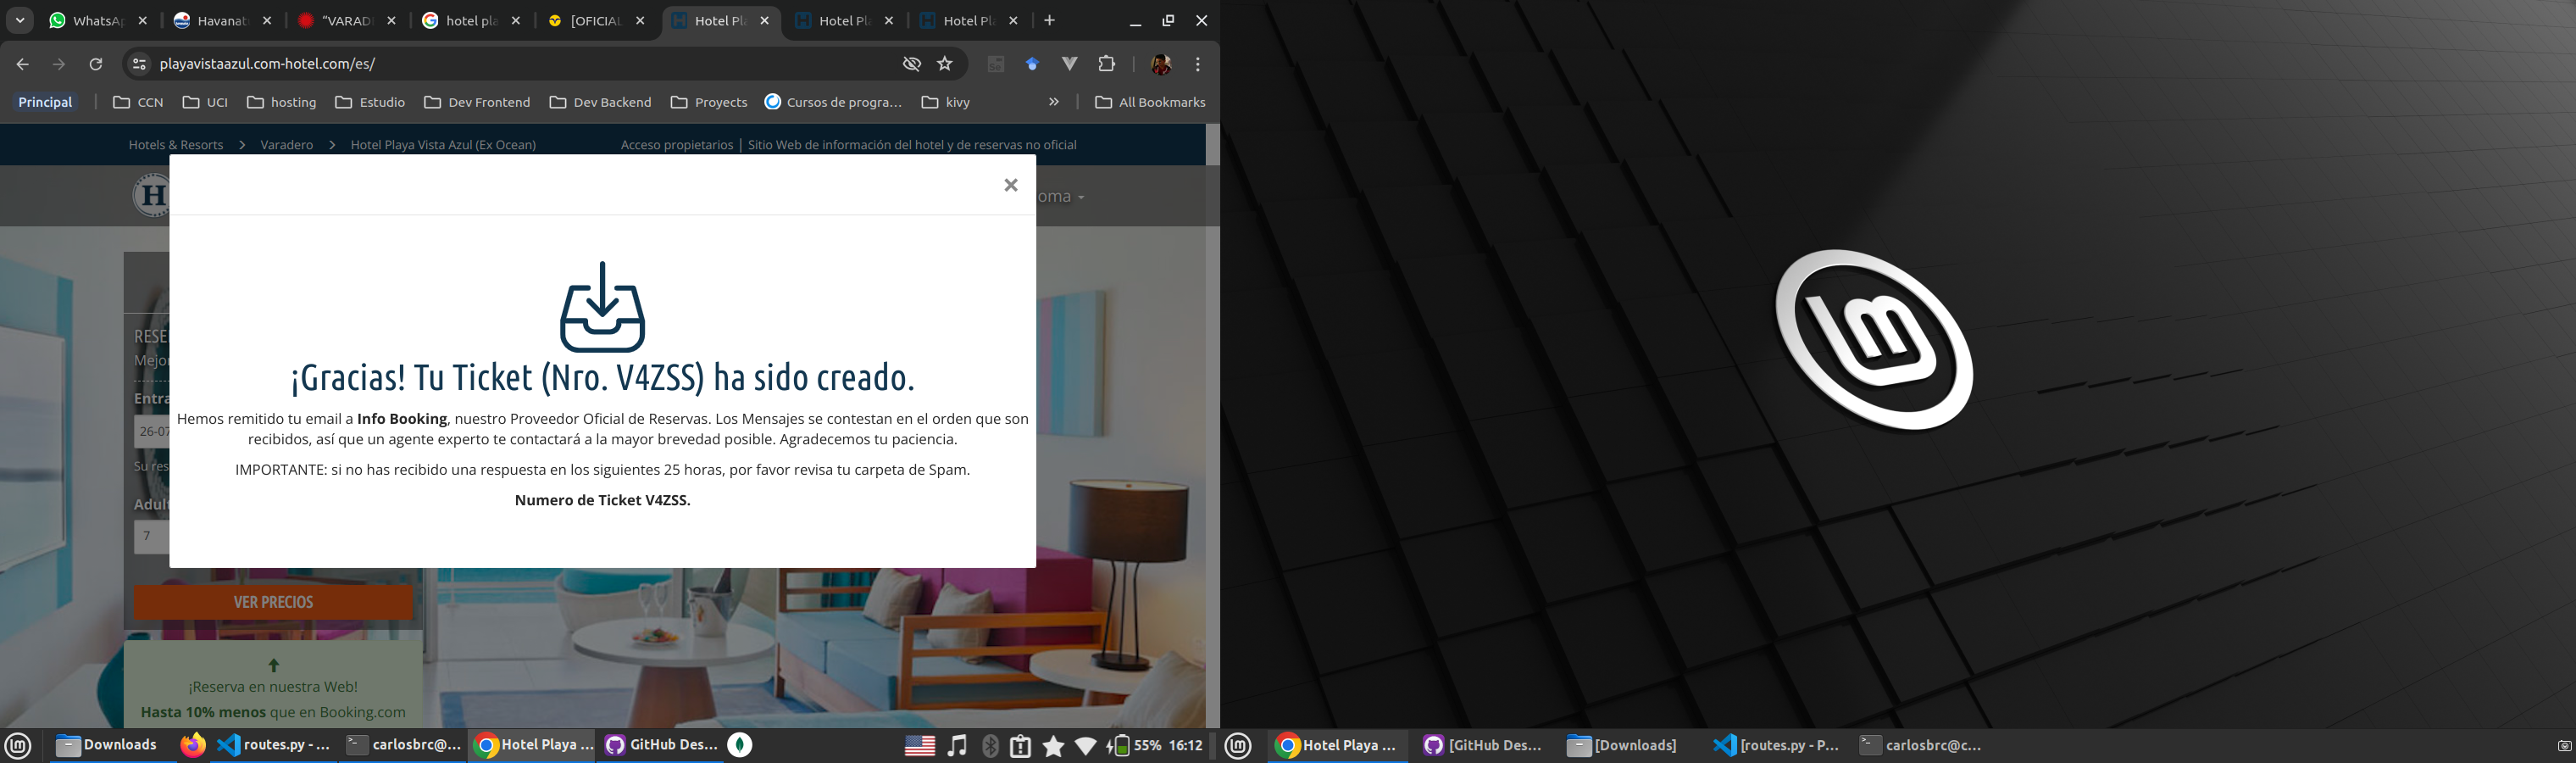 WhatsAp
Havanatu
"VARAD
hotel pla
[OFICIAL
Hotel Pla
Hotel Pla
Hotel Pla
playavistaazul.com-hotel.com/es/
Principal
CCN
UCI
hosting
Estudio
Dev Frontend
Dev Backend
Proyects
Cursos de progra...
kivy
All Bookmarks
Hotels & Resorts > Varadero > Hotel Playa Vista Azul (Ex Ocean)
Acceso propietarios | Sitio Web de información del hotel y de reservas no oficial
H
ioma
¡Gracias! Tu Ticket (Nro. V4ZSS) ha sido creado.
Hemos remitido tu email a Info Booking, nuestro Proveedor Oficial de Reservas. Los Mensajes se contestan en el orden que son
recibidos, así que un agente experto te contactará a la mayor brevedad posible. Agradecemos tu paciencia.
IMPORTANTE: si no has recibido una respuesta en los siguientes 25 horas, por favor revisa tu carpeta de Spam.
Numero de Ticket V4ZSS.
RESE
Mejor
Entra
26-07
Su res
Adult
7
VER PRECIOS
¡Reserva en nuestra Web!
Hasta 10% menos que en Booking.com
Downloads
routes.py - ...
carlosbrc@...
Hotel Playa ...
GitHub Des...
55%
16:12
Hotel Playa ...
[GitHub Des...
[Downloads]
[routes.py - P...
carlosbrc@c...